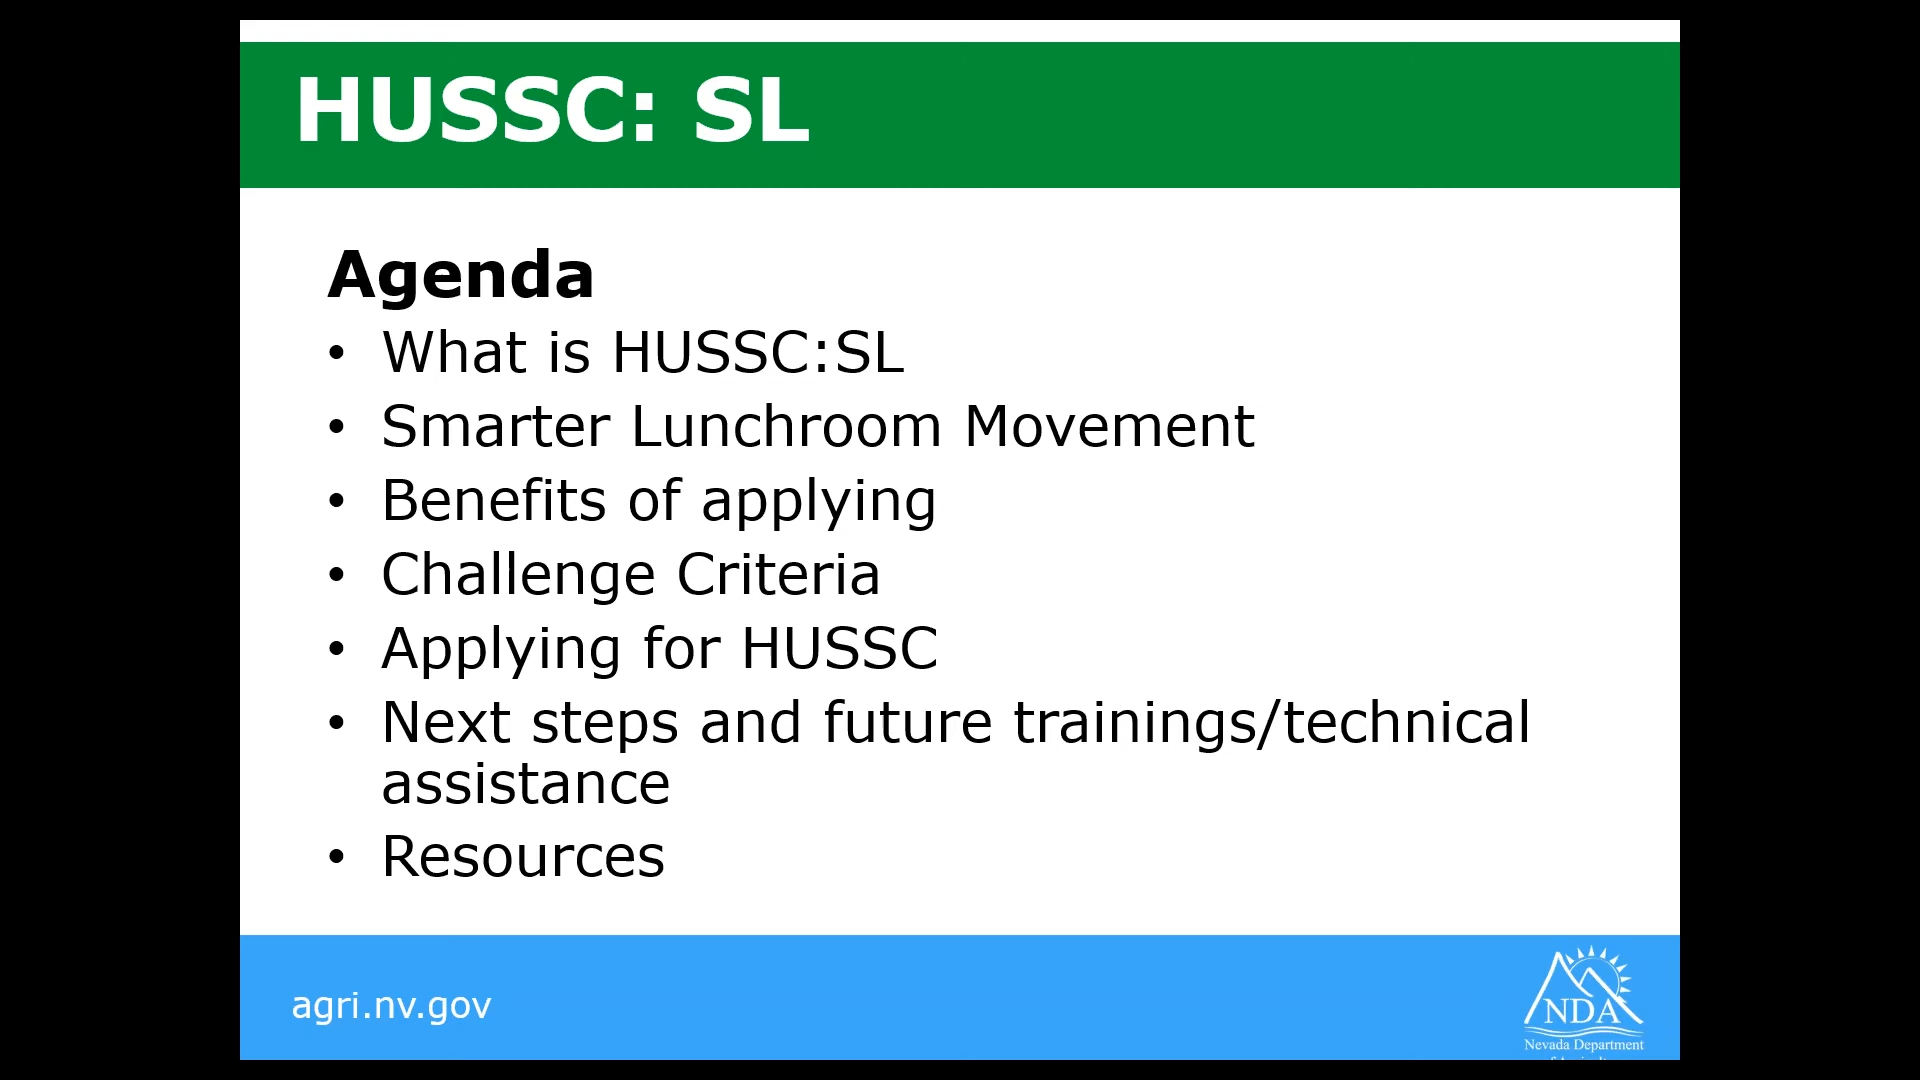 HUSSC: SL
Agenda
• What is HUSSC:SL
• Smarter Lunchroom Movement
• Benefits of applying
• Challenge Criteria
• Applying for HUSSC
• Next steps and future trainings/technical
assistance
• Resources
agri.nv.gov
NDA
Nevada Department